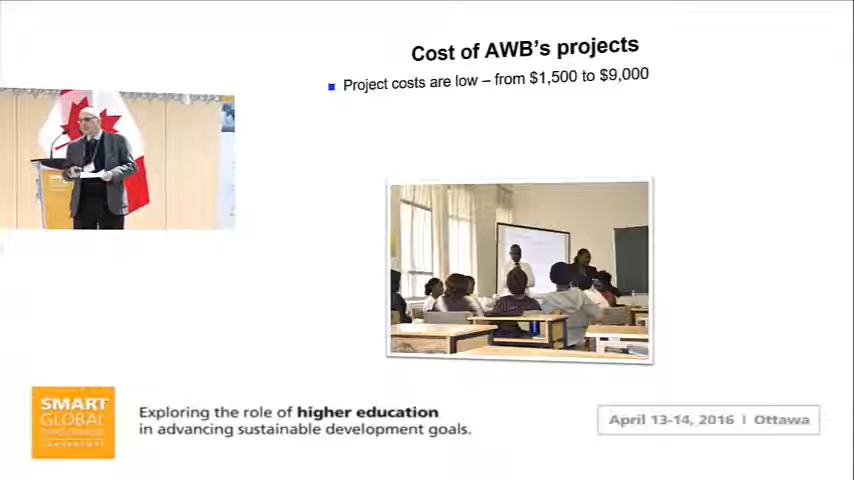 Cost of AWB's projects
Project costs are low – from $1,500 to $9,000
SMART
GLOBAL
Exploring the role of higher education
in advancing sustainable development goals.
April 13-14, 2016 | Ottawa